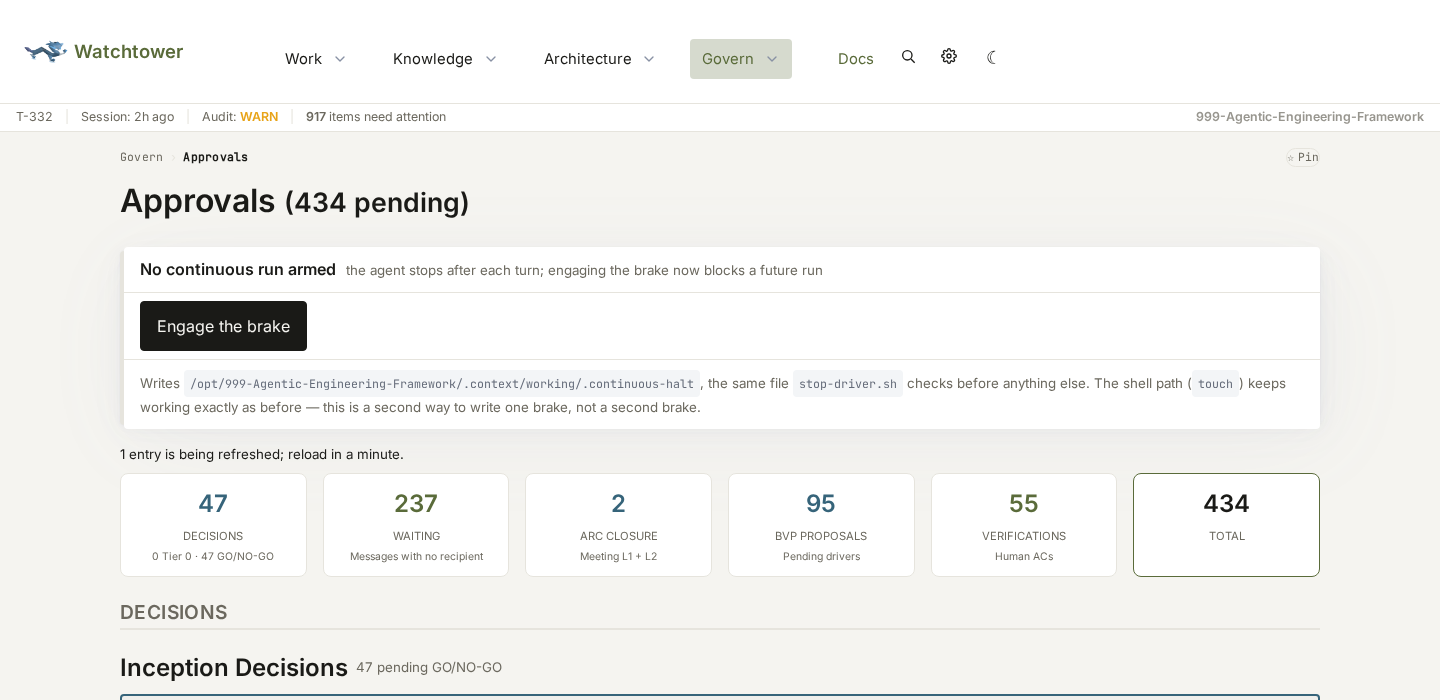 Watchtower
Work
Knowledge
Architecture
Govern
Docs
T-332
Session: 2h ago
Audit: WARN
917 items need attention
999-Agentic-Engineering-Framework
Govern › Approvals
☆ Pin
Approvals (434 pending)
No continuous run armed the agent stops after each turn; engaging the brake now blocks a future run
Engage the brake
Writes /opt/999-Agentic-Engineering-Framework/.context/working/.continuous-halt, the same file stop-driver.sh checks before anything else. The shell path (touch) keeps
working exactly as before — this is a second way to write one brake, not a second brake.
1 entry is being refreshed; reload in a minute.
47
DECISIONS
0 Tier 0 · 47 GO/NO-GO
237
WAITING
Messages with no recipient
2
ARC CLOSURE
Meeting L1 + L2
95
BVP PROPOSALS
Pending drivers
55
VERIFICATIONS
Human ACs
434
TOTAL
DECISIONS
Inception Decisions 47 pending GO/NO-GO